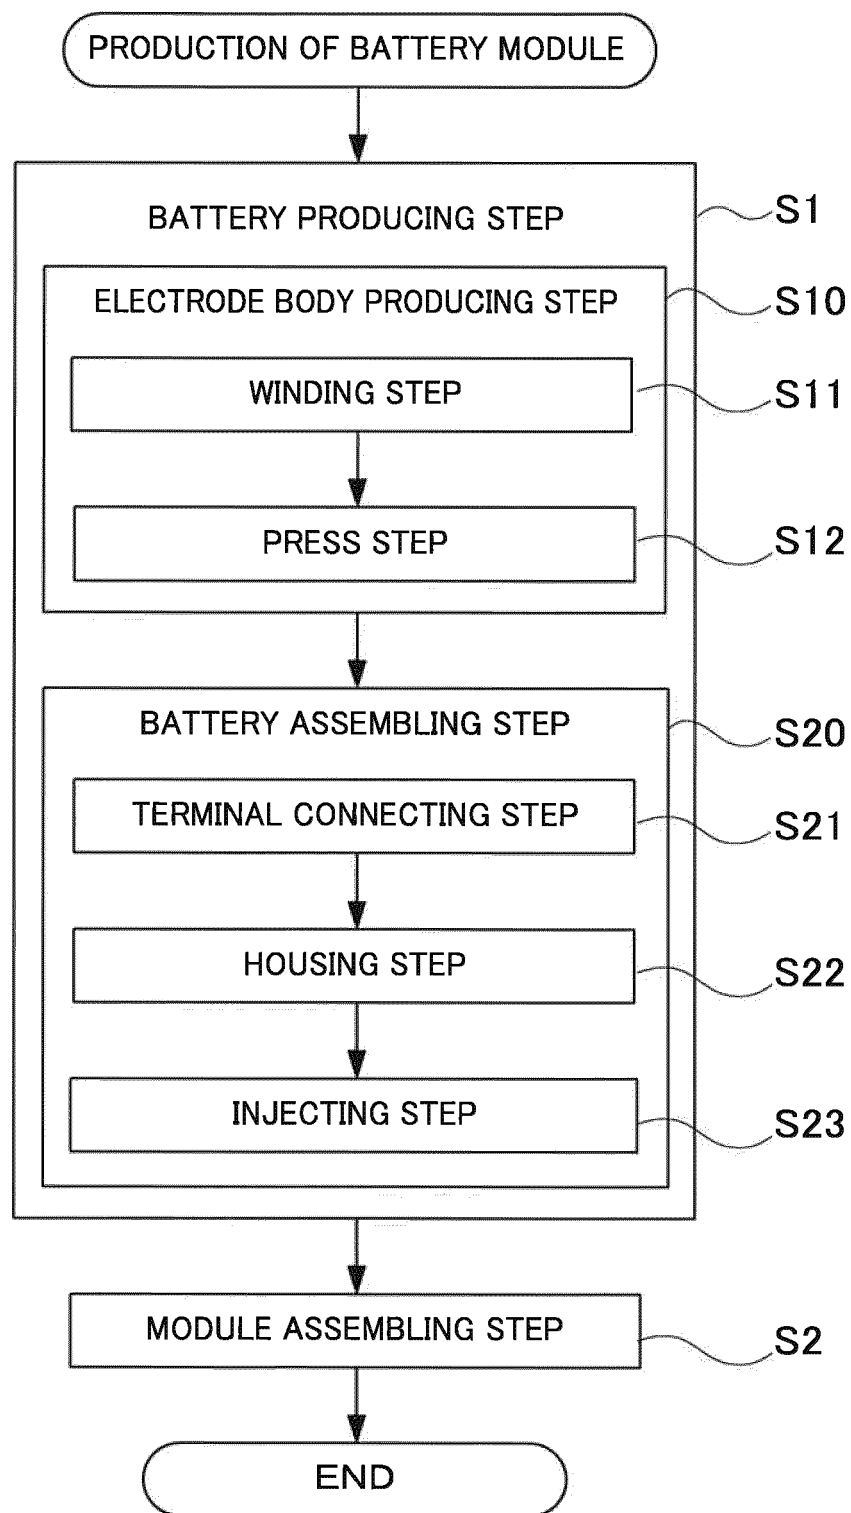 PRODUCTION OF BATTERY MODULE
BATTERY PRODUCING STEP
S1
ELECTRODE BODY PRODUCING STEP
S10
WINDING STEP
S11
PRESS STEP
S12
BATTERY ASSEMBLING STEP
S20
TERMINAL CONNECTING STEP
S21
HOUSING STEP
S22
INJECTING STEP
S23
MODULE ASSEMBLING STEP
S2
END